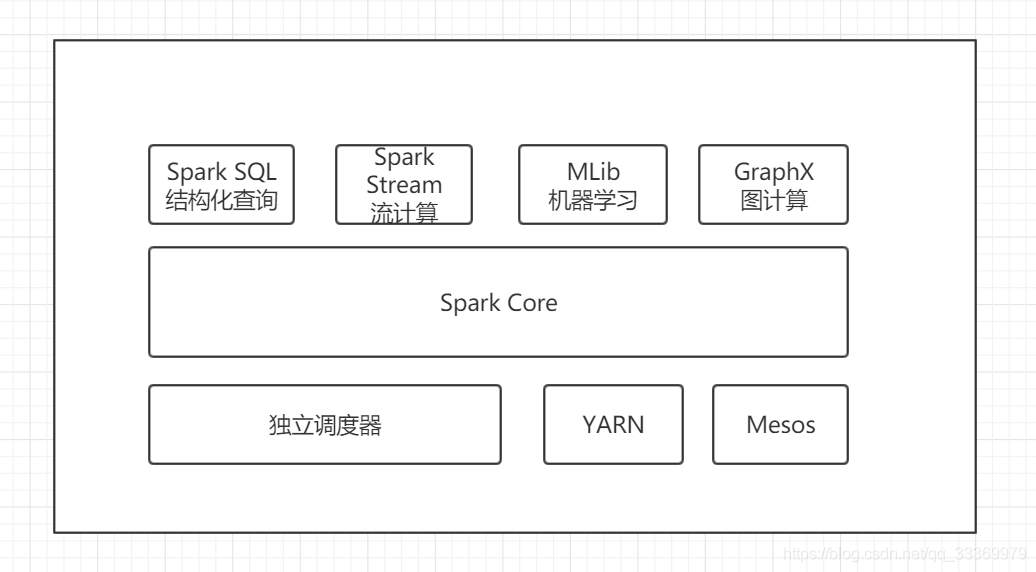 Spark SQL
结构化查询
Spark
Stream
流计算
MLib
机器学习
GraphX
图计算
Spark Core
独立调度器
YARN
Mesos
https://blog.csdn.net/qq_33369979